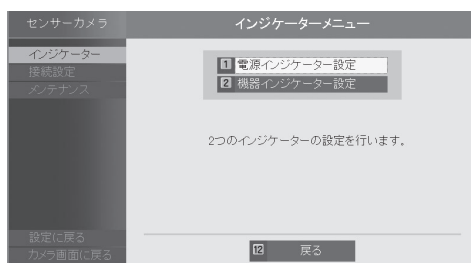 センサーカメラ
インジケーターメニュー
インジケーター
接続設定
メンテナンス
1 電源インジケーター設定
2 機器インジケーター設定
2つのインジケーターの設定を行います。
設定に戻る
カメラ画面に戻る
12 戻る